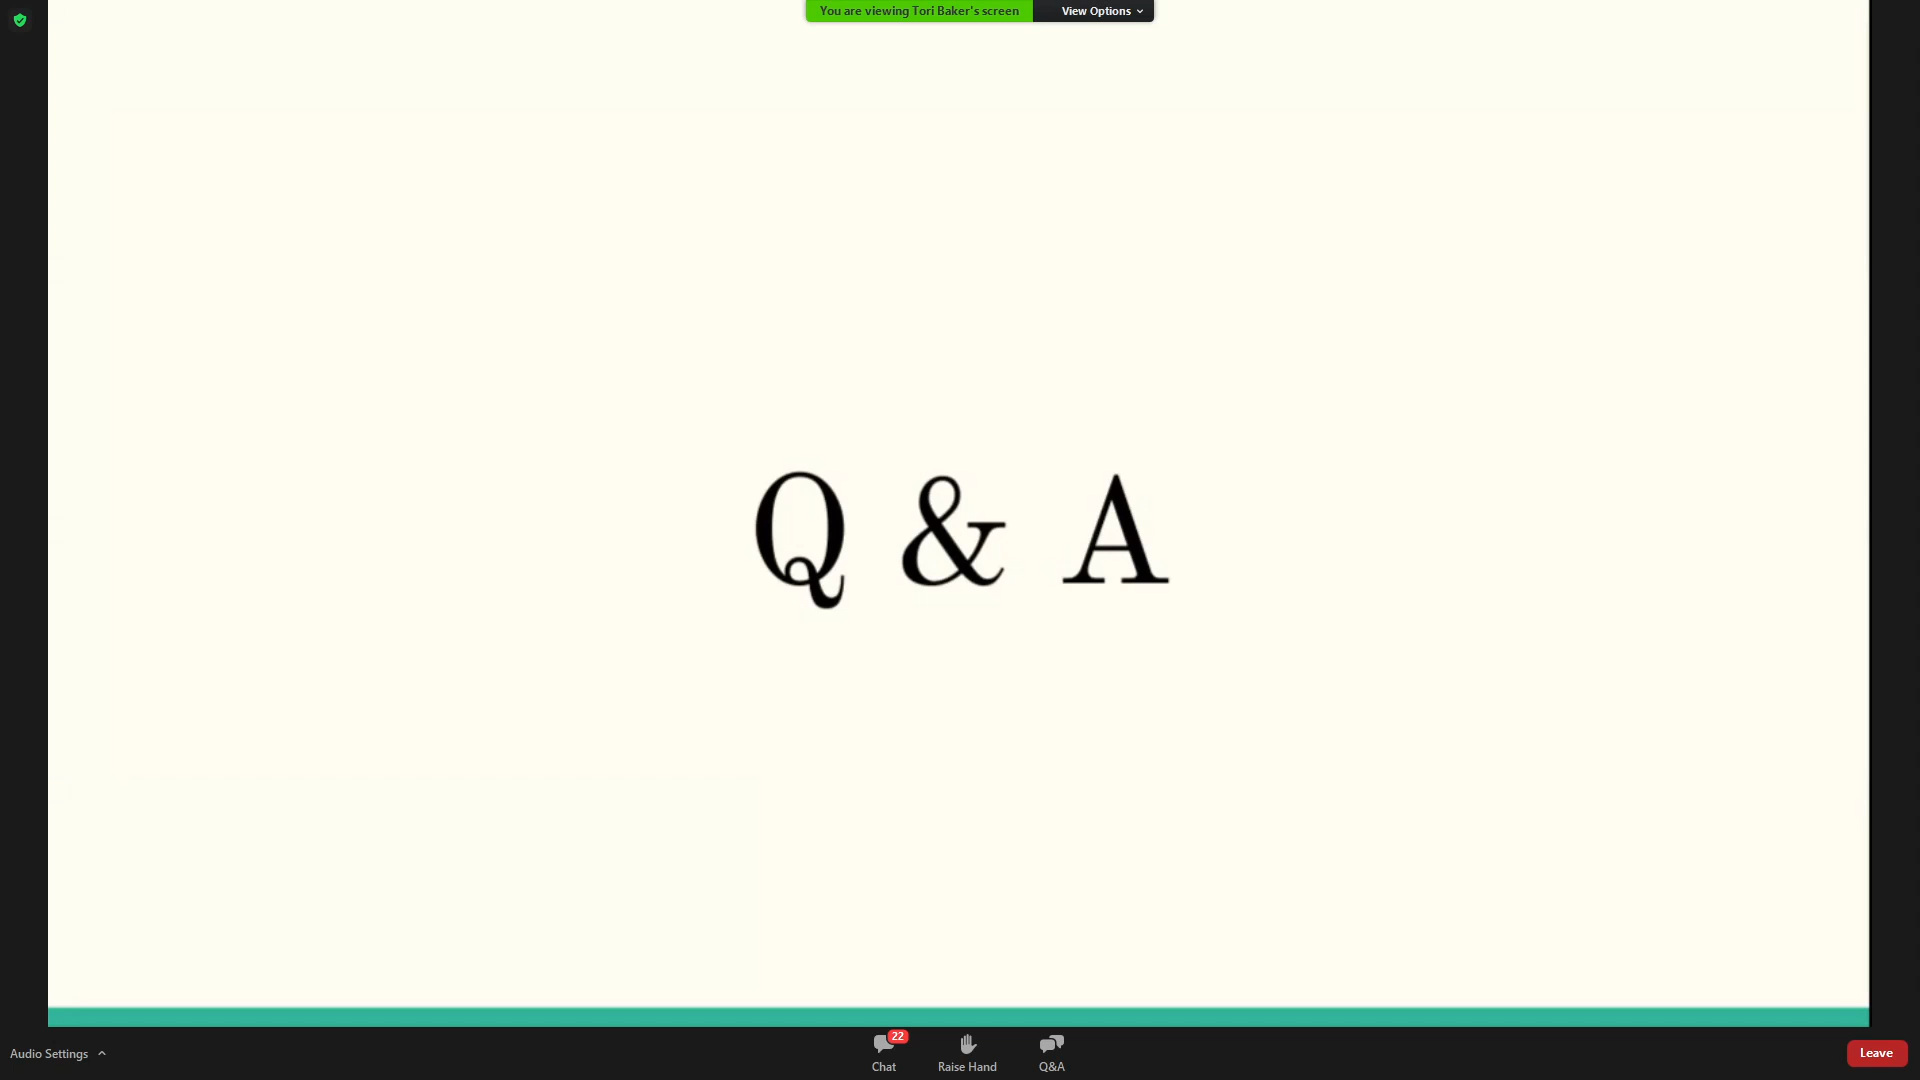 You are viewing Tori Baker's screen
View Options
Q & A
Audio Settings
22
Chat
Raise Hand
Q&A
Leave